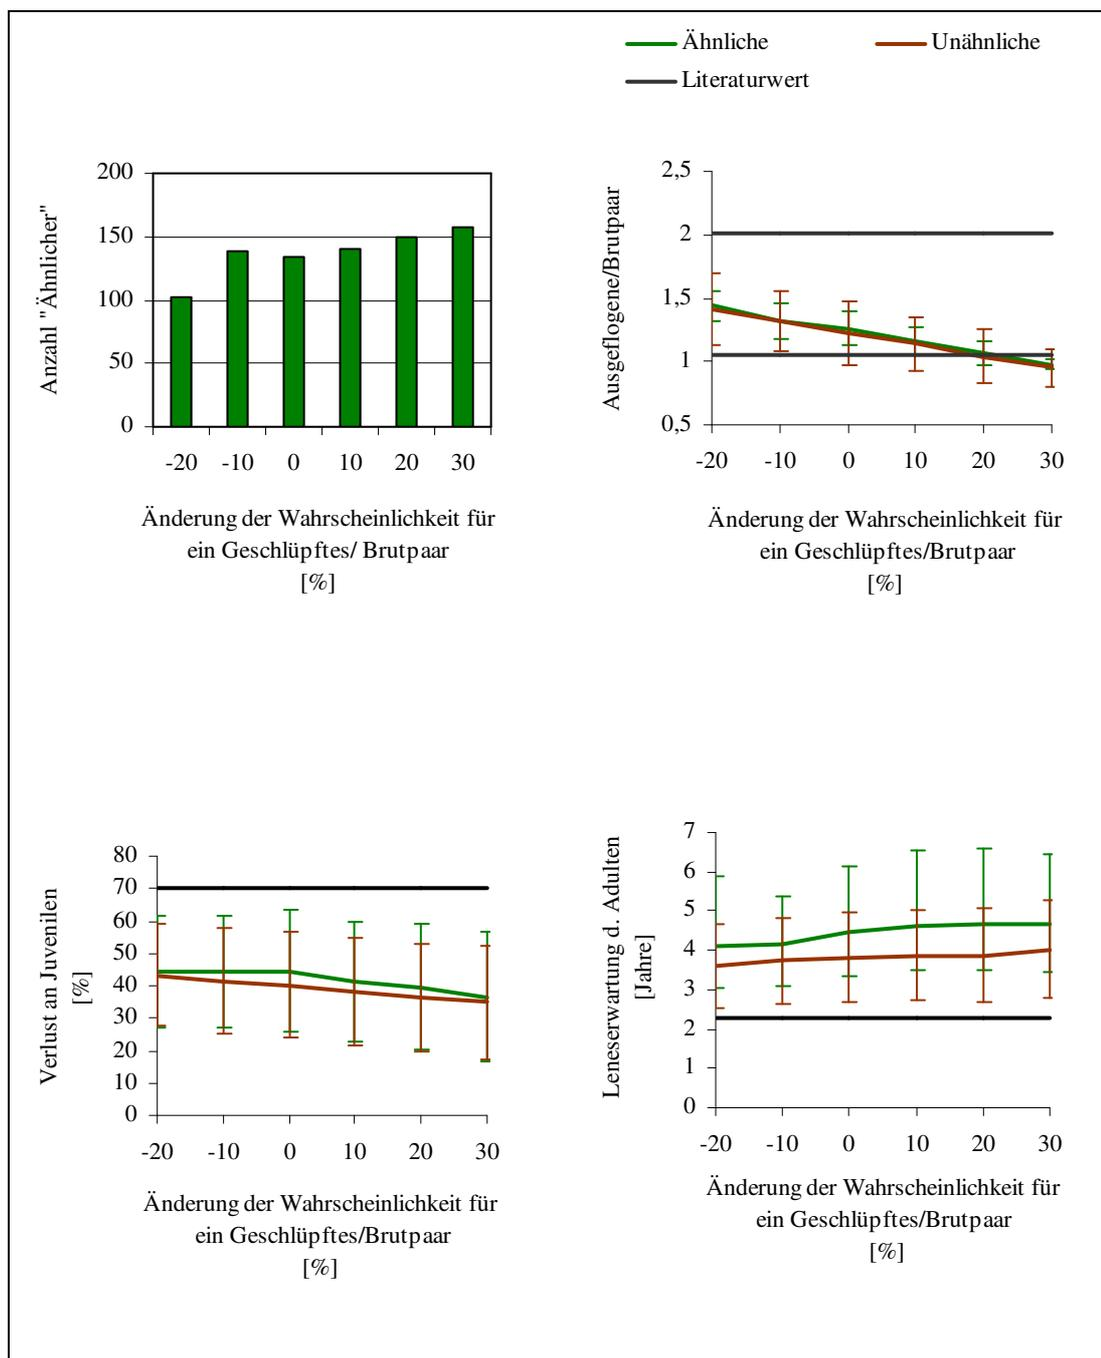 Ähnliche
Unähnliche
Literaturwert
Anzahl "Ähnlicher"
200
150
100
50
0
-20 -10 0 10 20 30
Änderung der Wahrscheinlichkeit für
ein Geschlüpftes/ Brutpaar
[%]
Ausgeflogene/Brutpaar
2,5
2
1,5
1
0,5
-20 -10 0 10 20 30
Änderung der Wahrscheinlichkeit für
ein Geschlüpftes/Brutpaar
[%]
Verlust an Juvenilen
[%]
80
70
60
50
40
30
20
10
0
-20 -10 0 10 20 30
Änderung der Wahrscheinlichkeit für
ein Geschlüpftes/Brutpaar
[%]
Leneserwartung d. Adulten
[Jahre]
7
6
5
4
3
2
1
0
-20 -10 0 10 20 30
Änderung der Wahrscheinlichkeit für
ein Geschlüpftes/Brutpaar
[%]